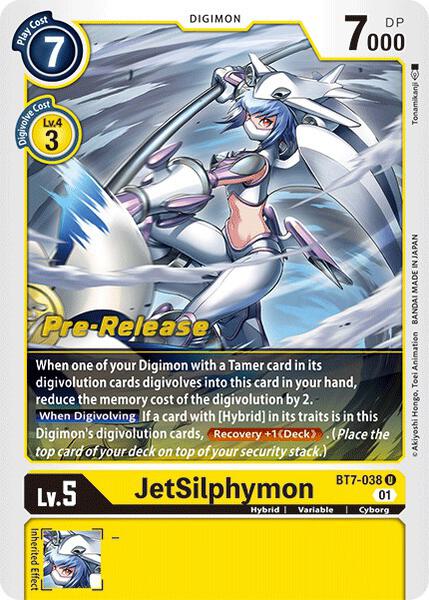 Play Cost
7
DIGIMON
DP
7000
Digivolve Cost
Lv.4
3
Tonamikanji
Pre-Release
When one of your Digimon with a Tamer card in its
digivolution cards digivolves into this card in your hand,
reduce the memory cost of the digivolution by 2.
When Digivolving If a card with [Hybrid] in its traits is in this
Digimon's digivolution cards, Recovery +1《Deck》. (Place the
top card of your deck on top of your security stack.)
©Akiyoshi Hongo, Toei Animation BANDAI MADE IN JAPAN
Lv.5
JetSilphymon
BT7-038 U
01
Hybrid | Variable | Cyborg
Inherited Effect
–